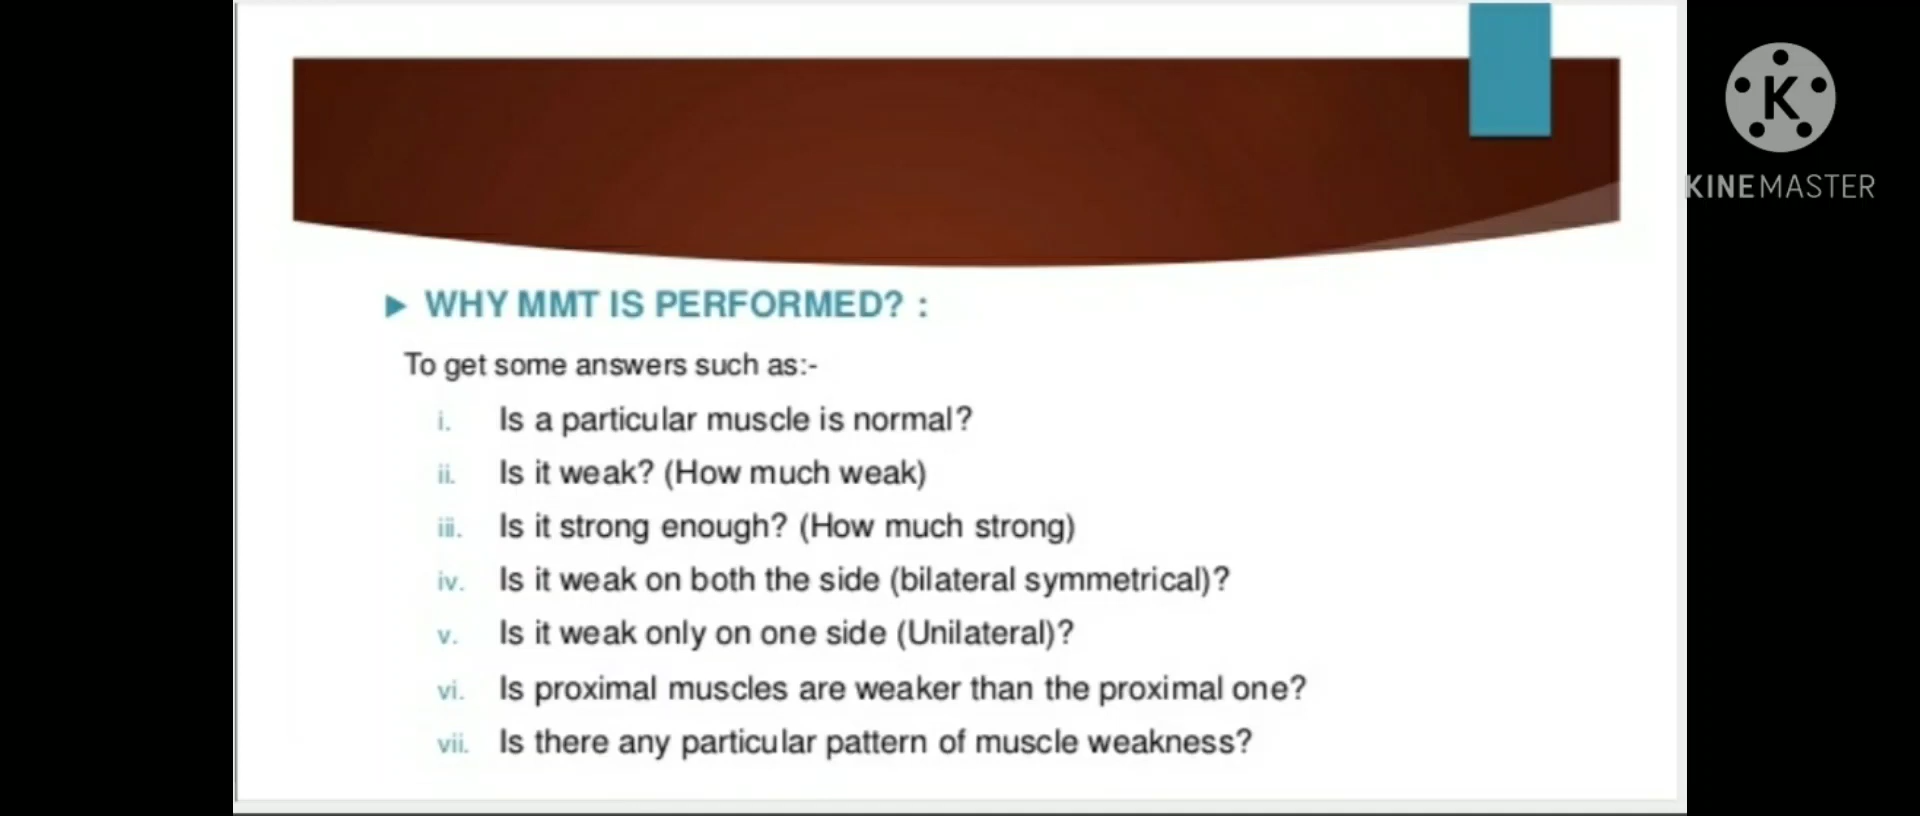 K
KINEMASTER
► WHY MMT IS PERFORMED? :
To get some answers such as:-
i. Is a particular muscle is normal?
ii. Is it weak? (How much weak)
iii. Is it strong enough? (How much strong)
iv. Is it weak on both the side (bilateral symmetrical)?
v. Is it weak only on one side (Unilateral)?
vi. Is proximal muscles are weaker than the proximal one?
vii. Is there any particular pattern of muscle weakness?